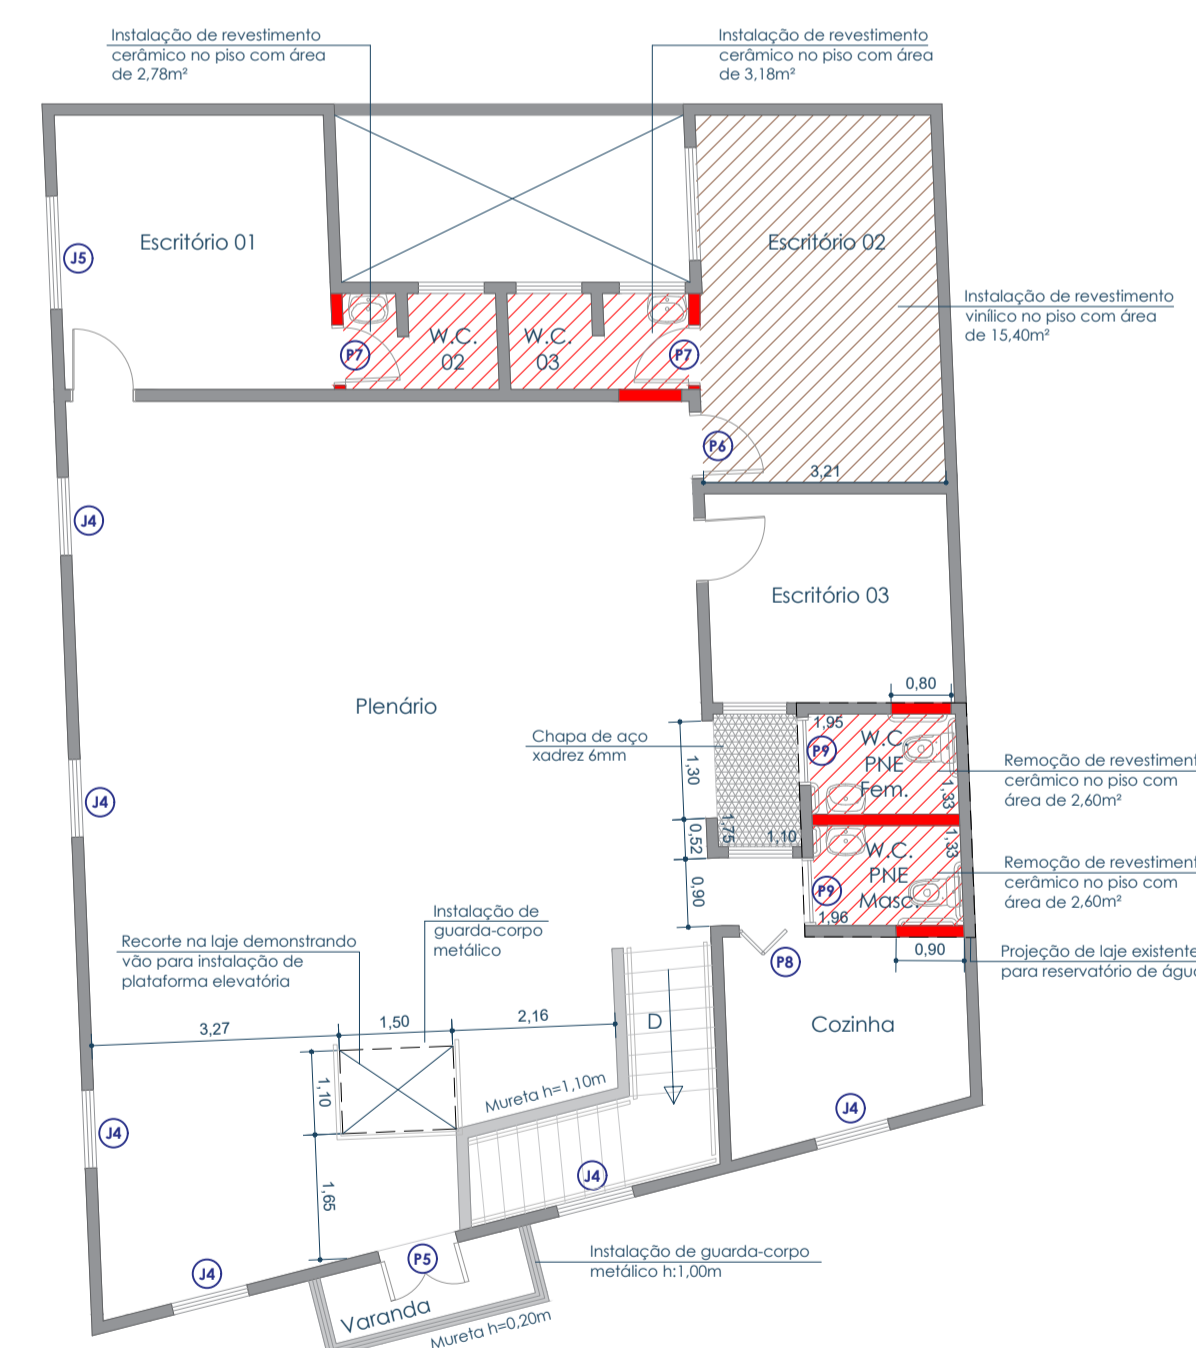 Instalação de revestimento
cerâmico no piso com área
de 2,78m²
Instalação de revestimento
cerâmico no piso com área
de 3,18m²
Escritório 01
Escritório 02
J5
Instalação de revestimento
vinílico no piso com área
de 15,40m²
W.C.
02
W.C.
03
P7
P7
P6
3,21
J4
Escritório 03
0,80
Plenário
Chapa de aço
xadrez 6mm
1,30
1,95
P9
W.C.
PNE
Fem.
1,33
Remoção de revestiment
cerâmico no piso com
área de 2,60m²
J4
0,52
1,75
1,10
W.C.
PNE
Masc.
1,33
P9
1,96
Remoção de revestiment
cerâmico no piso com
área de 2,60m²
0,90
0,90
Projeção de laje existente
para reservatório de águ
P8
Instalação de
guarda-corpo
metálico
Recorte na laje demonstrando
vão para instalação de
plataforma elevatória
3,27
1,50
2,16
D
Cozinha
1,10
Mureta h=1,10m
J4
J4
1,65
J4
J4
P5
Instalação de guarda-corpo
metálico h:1,00m
Varanda
Mureta h=0,20m